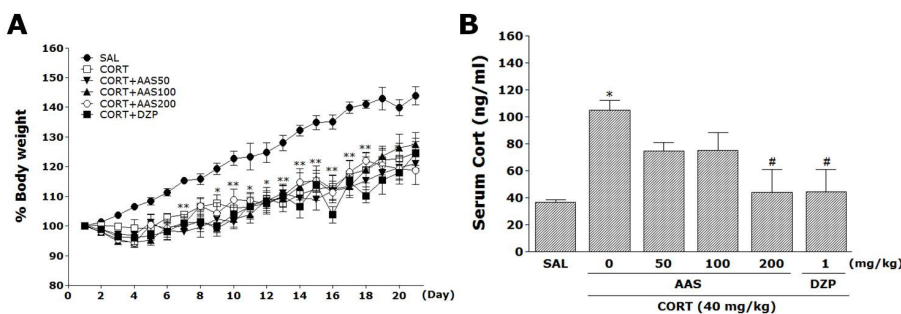 A
160
150
140
130
120
110
100
90
80
% Body weight
SAL
CORT
CORT+AAS50
CORT+AAS100
CORT+AAS200
CORT+DZP
** * ** * * ** ** ** ** ** **
0 2 4 6 8 10 12 14 16 18 20 (Day)
B
160
140
120
100
80
60
40
20
0
Serum Cort (ng/ml)
*
# #
SAL 0 50 100 200 1 (mg/kg)
AAS DZP
CORT (40 mg/kg)